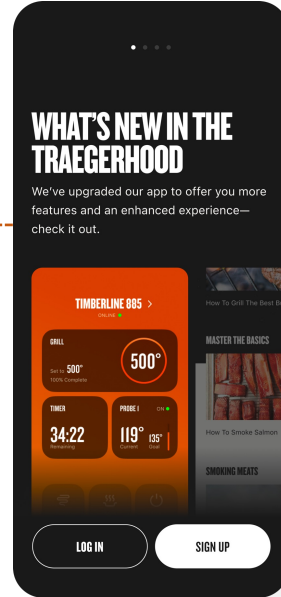 WHAT'S NEW IN THE
TRAEGERHOOD
We've upgraded our app to offer you more
features and an enhanced experience—
check it out.
TIMBERLINE 885 >
ONLINE
GRILL
Set to 500°
100% Complete
500°
TIMER
34:22
Remaining
PROBE 1 ON
119° 135°
Current Goal
How To Grill The Best
MASTER THE BASICS
How To Smoke Salmon
SMOKING MEATS
LOG IN
SIGN UP